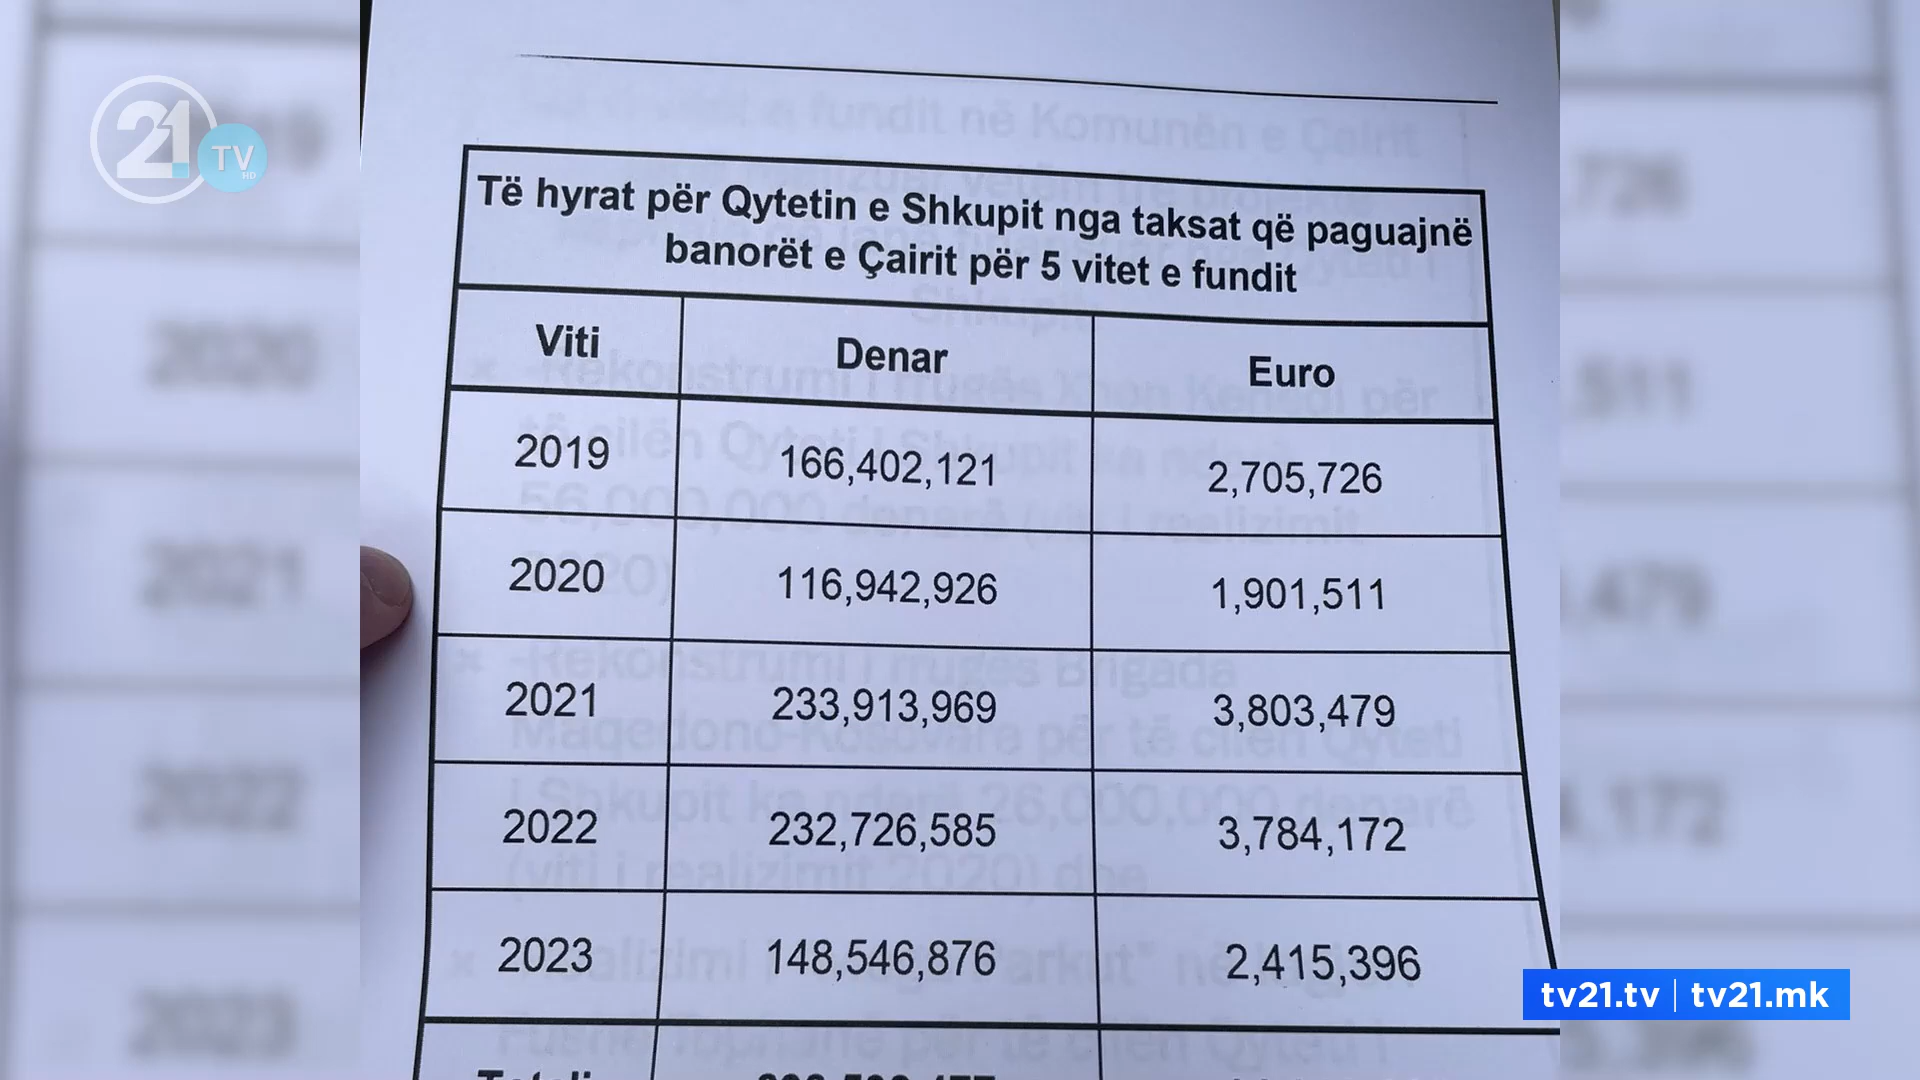 21 TV HD
Të hyrat për Qytetin e Shkupit nga taksat që paguajnë
banorët e Çairit për 5 vitet e fundit
Viti Denar Euro
2019 166,402,121 2,705,726
2020 116,942,926 1,901,511
2021 233,913,969 3,803,479
2022 232,726,585 3,784,172
2023 148,546,876 2,415,396
tv21.tv | tv21.mk